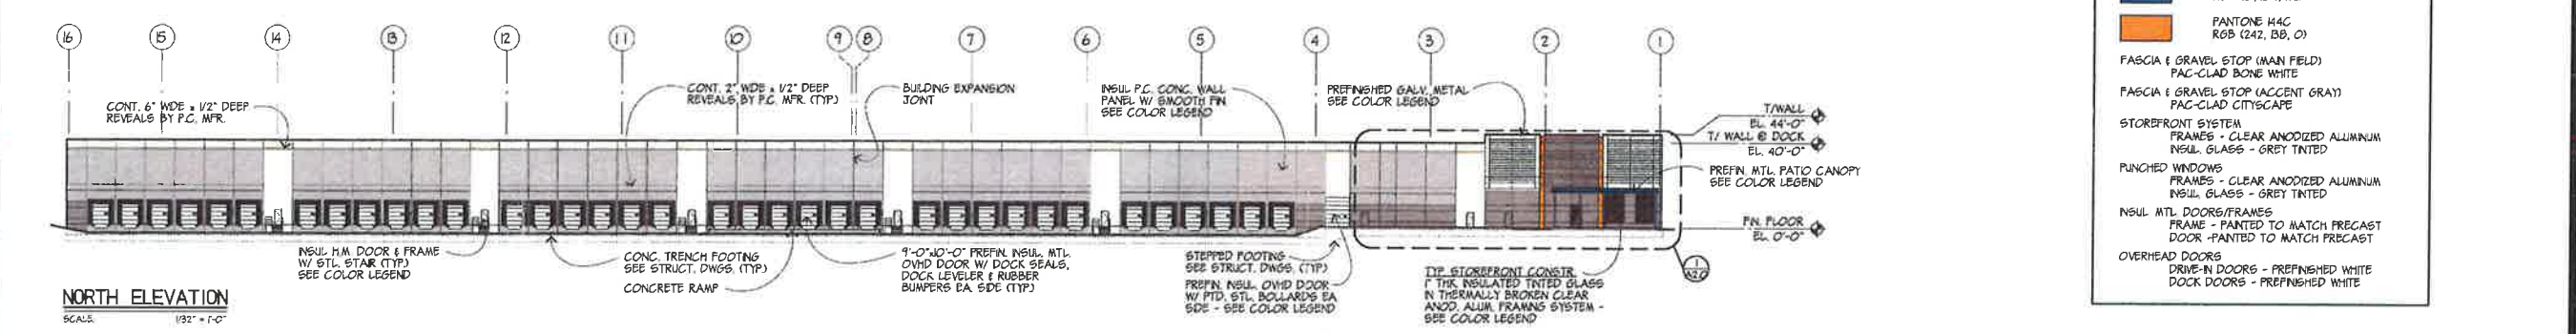 16 15 14 13 12 11 10 9 8 7 6 5 4 3 2 1
CONT. 6" WDE x 1/2" DEEP
REVEALS BY P.C. MFR.
CONT. 2" WDE x 1/2" DEEP
REVEALS BY P.C. MFR. (TYP.)
BUILDING EXPANSION
JOINT
INSUL P.C. CONC. WALL
PANEL W/ SMOOTH FIN
SEE COLOR LEGEND
PREFINISHED GALV. METAL
SEE COLOR LEGEND
T/WALL
EL. 44'-0"
T/ WALL @ DOCK
EL. 40'-0"
PREFIN. MTL. PATIO CANOPY
SEE COLOR LEGEND
FIN. FLOOR
EL. 0'-0"
INSUL H.M. DOOR & FRAME
W/ STL. STAIR (TYP.)
SEE COLOR LEGEND
CONC. TRENCH FOOTING
SEE STRUCT. DWGS. (TYP.)
CONCRETE RAMP
9'-0"x10'-0" PREFIN. INSUL. MTL.
OVHD DOOR W/ DOCK SEALS,
DOCK LEVELER & RUBBER
BUMPERS EA. SIDE (TYP.)
STEPPED FOOTING
SEE STRUCT. DWGS. (TYP.)
PREFIN. INSUL. OVHD DOOR
W/ PTD. STL. BOLLARDS EA
SIDE - SEE COLOR LEGEND
TYP STOREFRONT CONSTR.
1" THK. INSULATED TINTED GLASS
IN THERMALLY BROKEN CLEAR
ANOD. ALUM. FRAMING SYSTEM -
SEE COLOR LEGEND
1
A2.0
NORTH ELEVATION
SCALE: 1/32" = 1'-0"
PANTONE 144C
RGB (242, BB, 0)
FASCIA & GRAVEL STOP (MAIN FIELD)
PAC-CLAD BONE WHITE
FASCIA & GRAVEL STOP (ACCENT GRAY)
PAC-CLAD CITYSCAPE
STOREFRONT SYSTEM
FRAMES - CLEAR ANODIZED ALUMINUM
INSUL. GLASS - GREY TINTED
PUNCHED WINDOWS
FRAMES - CLEAR ANODIZED ALUMINUM
INSUL GLASS - GREY TINTED
INSUL MTL DOORS/FRAMES
FRAME - PAINTED TO MATCH PRECAST
DOOR -PAINTED TO MATCH PRECAST
OVERHEAD DOORS
DRIVE-IN DOORS - PREFINISHED WHITE
DOCK DOORS - PREFINISHED WHITE